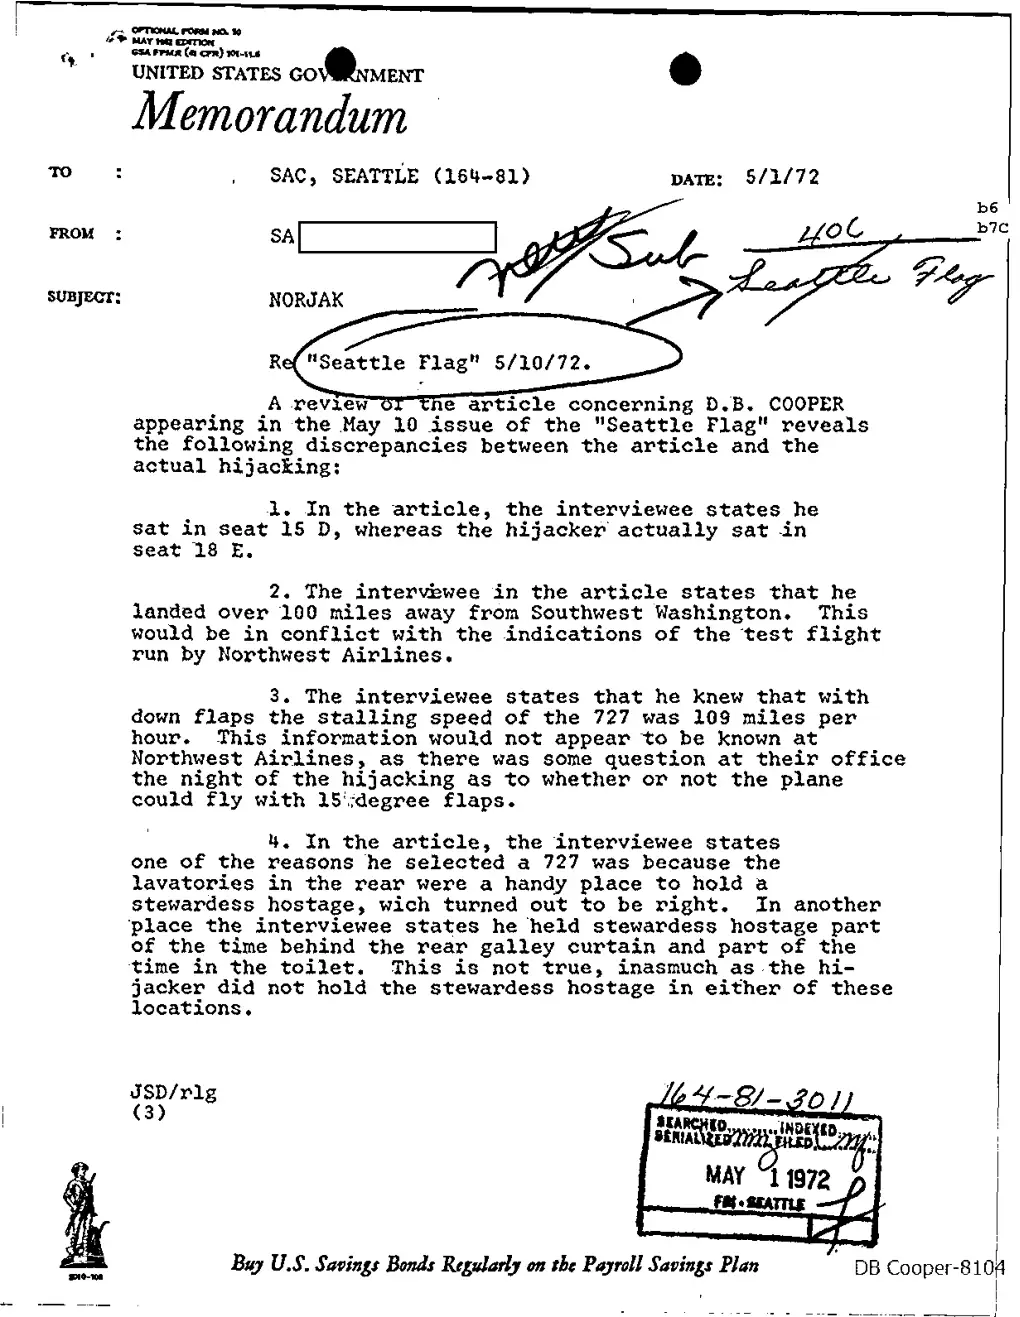 OPTIONAL FORM NO. 10
MAY 1962 EDITION
GSA FPMR (41 CFR) 101-11.6
UNITED STATES GOVERNMENT
Memorandum
TO : SAC, SEATTLE (164-81) DATE: 5/1/72
b6
b7C
FROM : SA
Sub
40C
Seattle Flag
SUBJECT: NORJAK
Re "Seattle Flag" 5/10/72.
A review of the article concerning D.B. COOPER
appearing in the May 10 issue of the "Seattle Flag" reveals
the following discrepancies between the article and the
actual hijacking:
1. In the article, the interviewee states he
sat in seat 15 D, whereas the hijacker actually sat in
seat 18 E.
2. The interviewee in the article states that he
landed over 100 miles away from Southwest Washington. This
would be in conflict with the indications of the test flight
run by Northwest Airlines.
3. The interviewee states that he knew that with
down flaps the stalling speed of the 727 was 109 miles per
hour. This information would not appear to be known at
Northwest Airlines, as there was some question at their office
the night of the hijacking as to whether or not the plane
could fly with 15 degree flaps.
4. In the article, the interviewee states
one of the reasons he selected a 727 was because the
lavatories in the rear were a handy place to hold a
stewardess hostage, wich turned out to be right. In another
place the interviewee states he held stewardess hostage part
of the time behind the rear galley curtain and part of the
time in the toilet. This is not true, inasmuch as the hi-
jacker did not hold the stewardess hostage in either of these
locations.
JSD/rlg
(3)
164-81-3011
SEARCHED INDEXED
SERIALIZED FILED
MAY 1 1972
FBI - SEATTLE
5010-108
Buy U.S. Savings Bonds Regularly on the Payroll Savings Plan
DB Cooper-8104